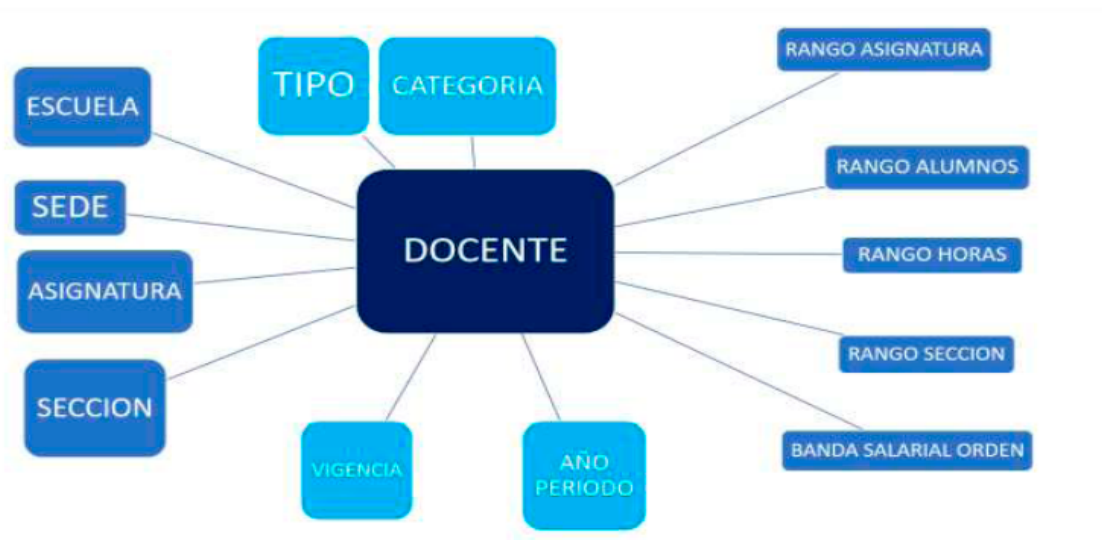 TIPO
CATEGORIA
RANGO ASIGNATURA
ESCUELA
RANGO ALUMNOS
SEDE
DOCENTE
RANGO HORAS
ASIGNATURA
RANGO SECCION
SECCION
BANDA SALARIAL ORDEN
VIGENCIA
AÑO
PERIODO